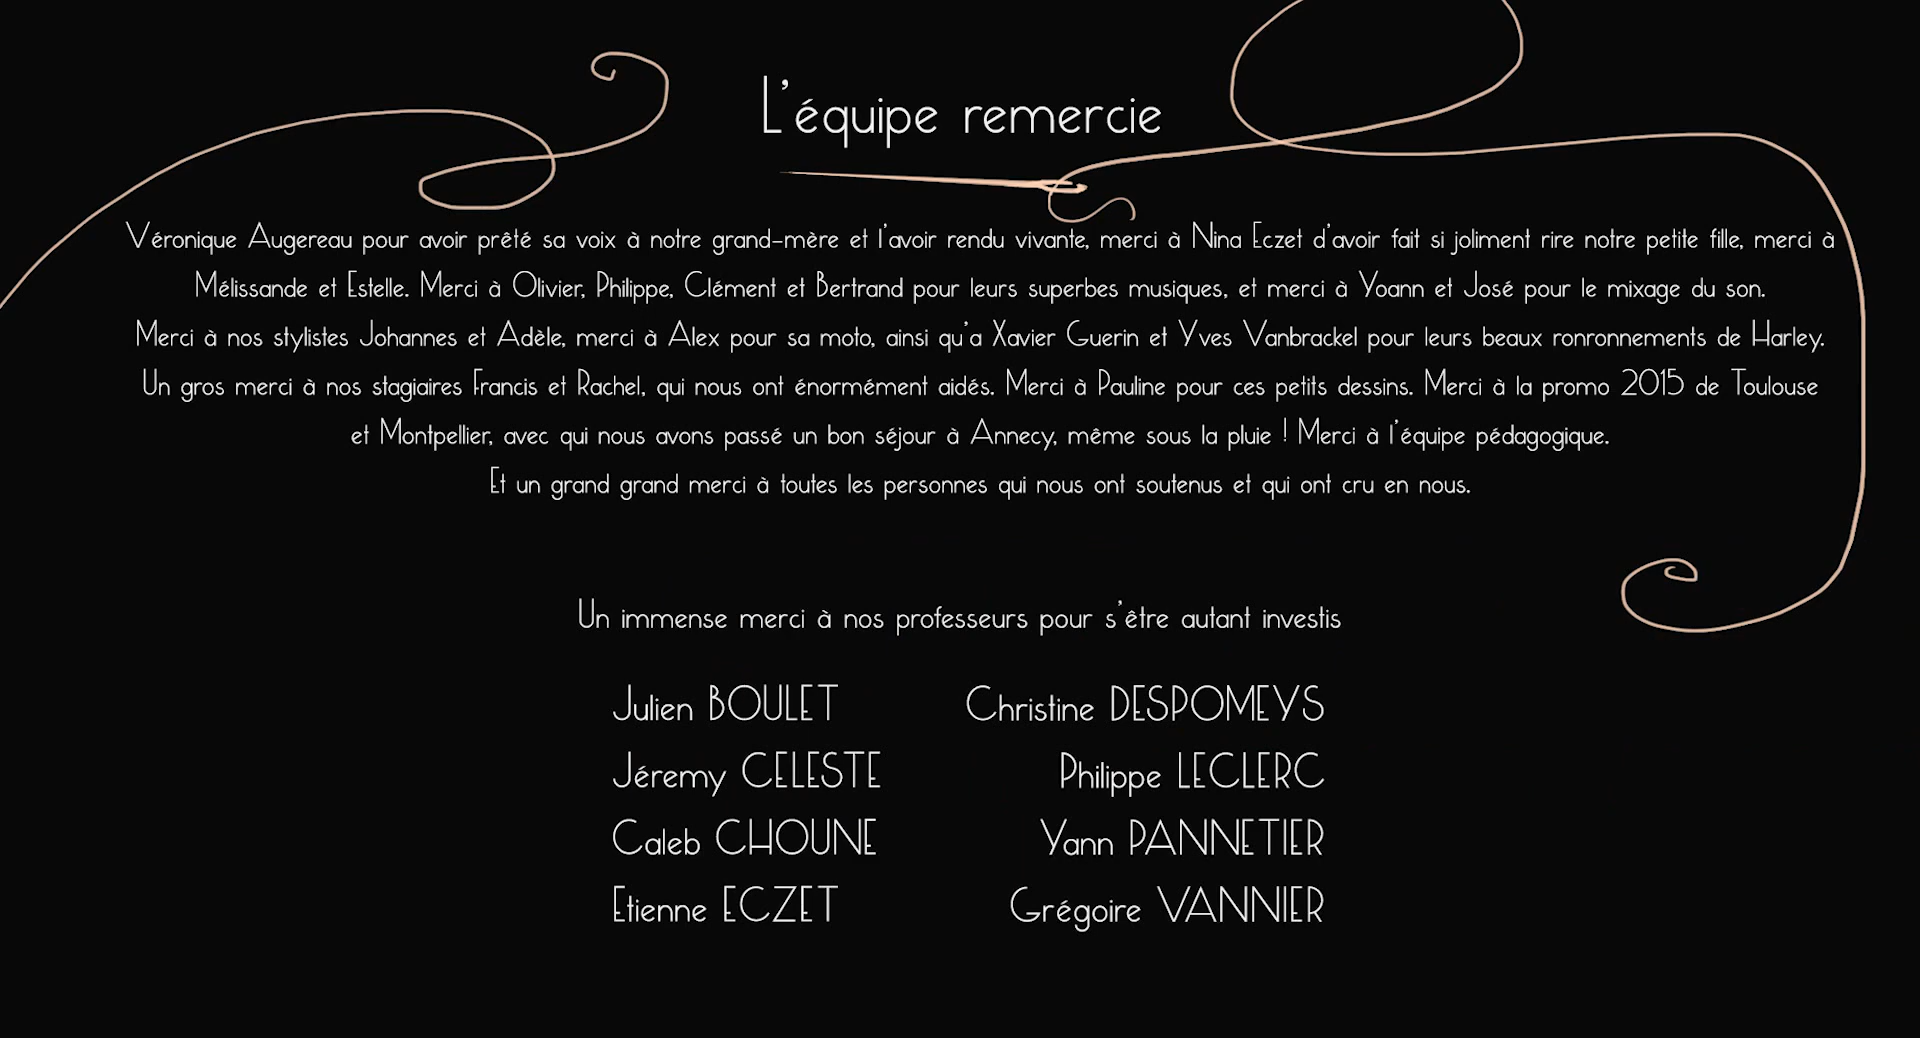 L'équipe remercie
Véronique Augereau pour avoir prêté sa voix à notre grand-mère et l'avoir rendu vivante, merci à Nina Eczet d'avoir fait si joliment rire notre petite fille, merci à
Mélissande et Estelle. Merci à Olivier, Philippe, Clément et Bertrand pour leurs superbes musiques, et merci à Yoann et José pour le mixage du son.
Merci à nos stylistes Johannes et Adèle, merci à Alex pour sa moto, ainsi qu'a Xavier Guerin et Yves Vanbrackel pour leurs beaux ronronnements de Harley.
Un gros merci à nos stagiaires Francis et Rachel, qui nous ont énormément aidés. Merci à Pauline pour ces petits dessins. Merci à la promo 2015 de Toulouse
et Montpellier, avec qui nous avons passé un bon séjour à Annecy, même sous la pluie ! Merci à l'équipe pédagogique.
Et un grand grand merci à toutes les personnes qui nous ont soutenus et qui ont cru en nous.
Un immense merci à nos professeurs pour s'être autant investis
Julien BOULET Christine DESPOMEYS
Jéremy CELESTE Philippe LECLERC
Caleb CHOUNE Yann PANNETIER
Etienne ECZET Grégoire VANNIER